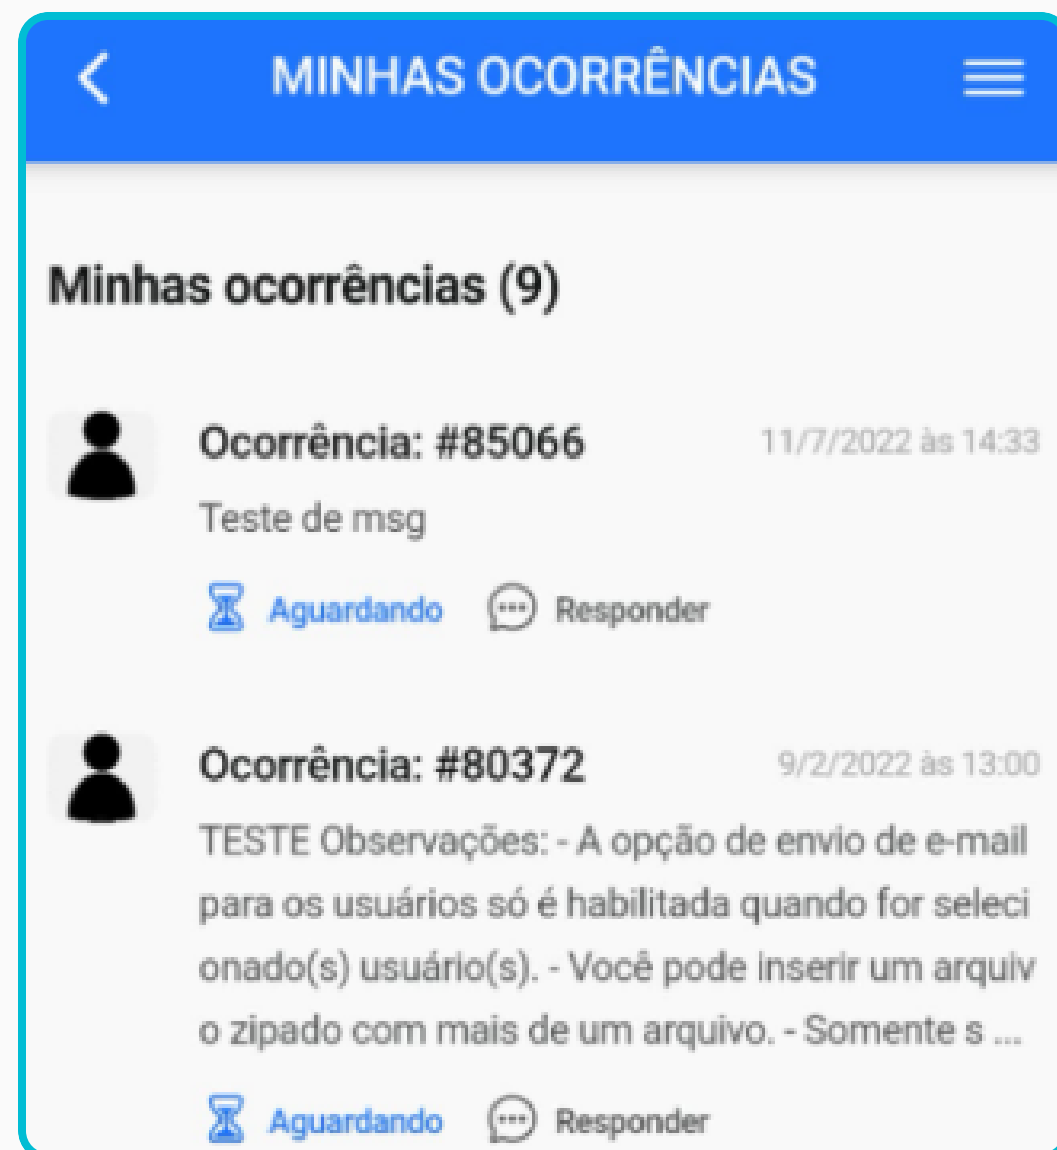 MINHAS OCORRÊNCIAS
Minhas ocorrências (9)
Ocorrência: #85066
11/7/2022 às 14:33
Teste de msg
Aguardando
Responder
Ocorrência: #80372
9/2/2022 às 13:00
TESTE Observações: - A opção de envio de e-mail
para os usuários só é habilitada quando for seleci
onado(s) usuário(s). - Você pode inserir um arquiv
o zipado com mais de um arquivo. - Somente s ...
Aguardando
Responder